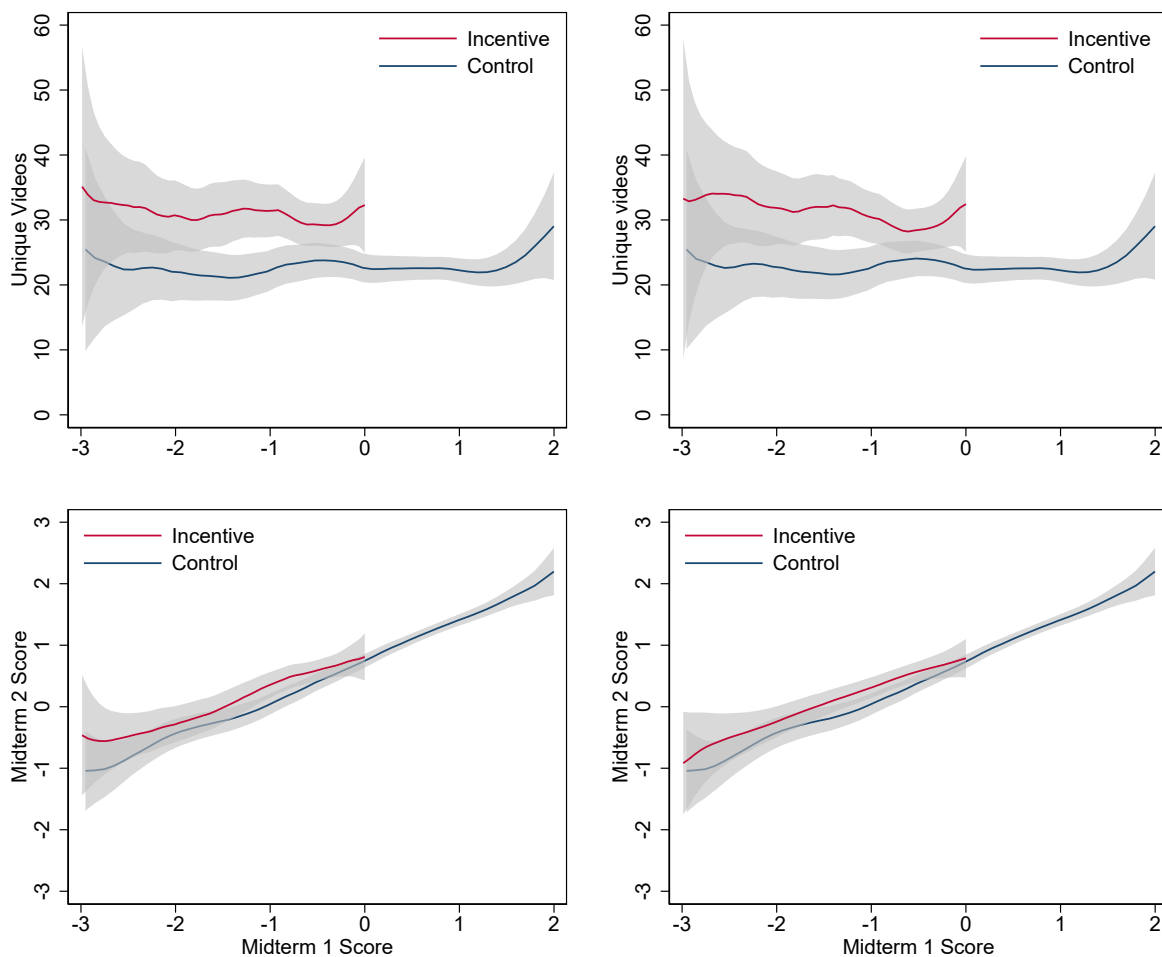 Incentive
Control
Unique Videos
60
50
40
30
20
10
0
-3 -2 -1 0 1 2
Incentive
Control
Unique videos
60
50
40
30
20
10
0
-3 -2 -1 0 1 2
Incentive
Control
Midterm 2 Score
3
2
1
0
-1
-2
-3
-3 -2 -1 0 1 2
Midterm 1 Score
Incentive
Control
Midterm 2 Score
3
2
1
0
-1
-2
-3
-3 -2 -1 0 1 2
Midterm 1 Score